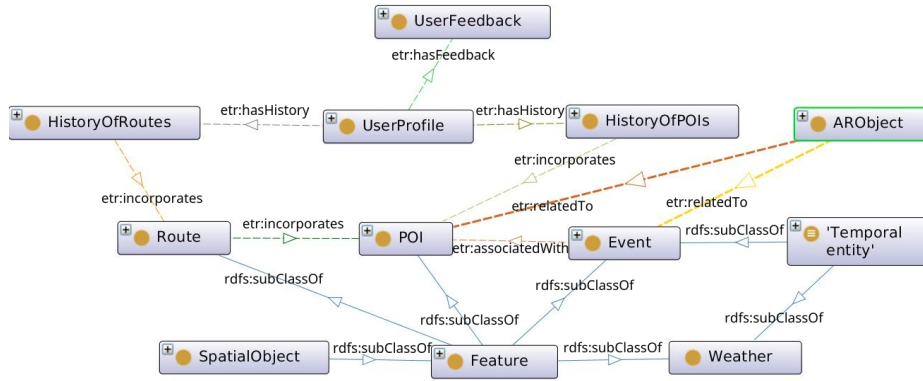 UserFeedback
etr:hasFeedback
HistoryOfRoutes
etr:hasHistory
UserProfile
etr:hasHistory
HistoryOfPOIs
ARObject
etr:incorporates
etr:incorporates
etr:relatedTo
etr:relatedTo
Route
etr:incorporates
POI
etr:associatedWith
Event
rdfs:subClassOf
'Temporal
entity'
rdfs:subClassOf
rdfs:subClassOf
rdfs:subClassOf
rdfs:subClassOf
SpatialObject
rdfs:subClassOf
Feature
rdfs:subClassOf
Weather